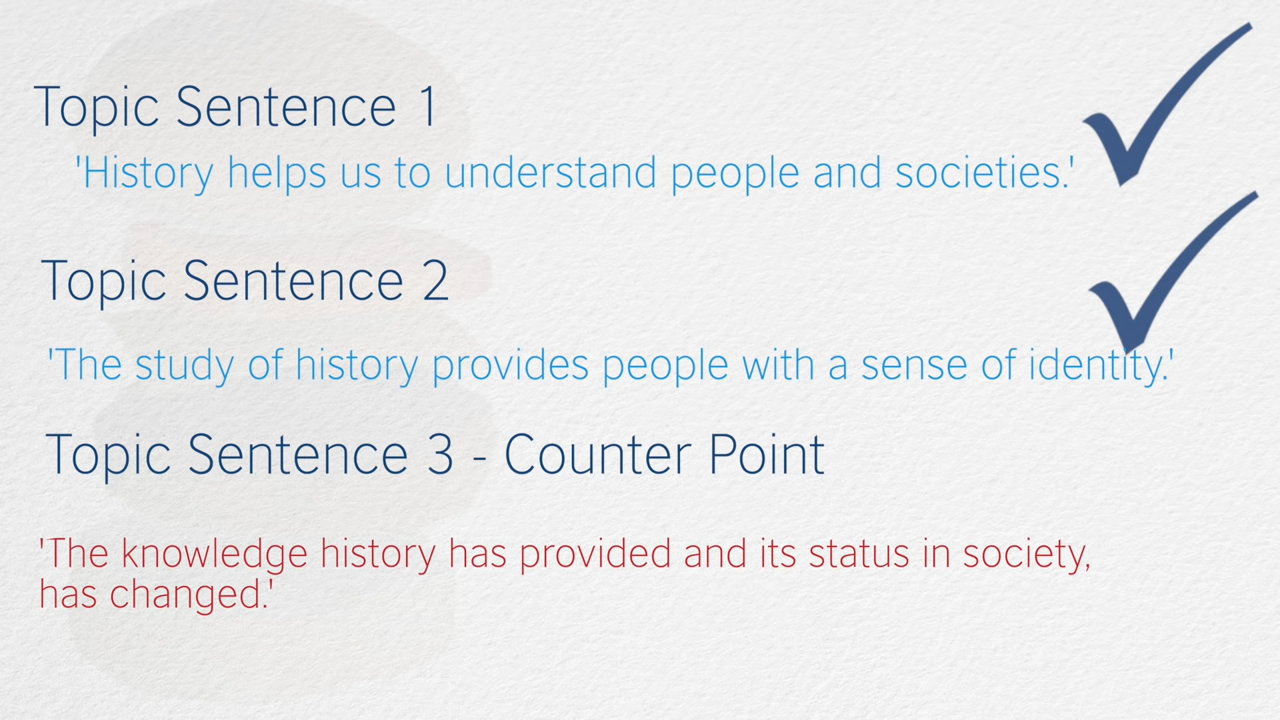 Topic Sentence 1
'History helps us to understand people and societies.'
Topic Sentence 2
'The study of history provides people with a sense of identity.'
Topic Sentence 3 - Counter Point
'The knowledge history has provided and its status in society,
has changed.'